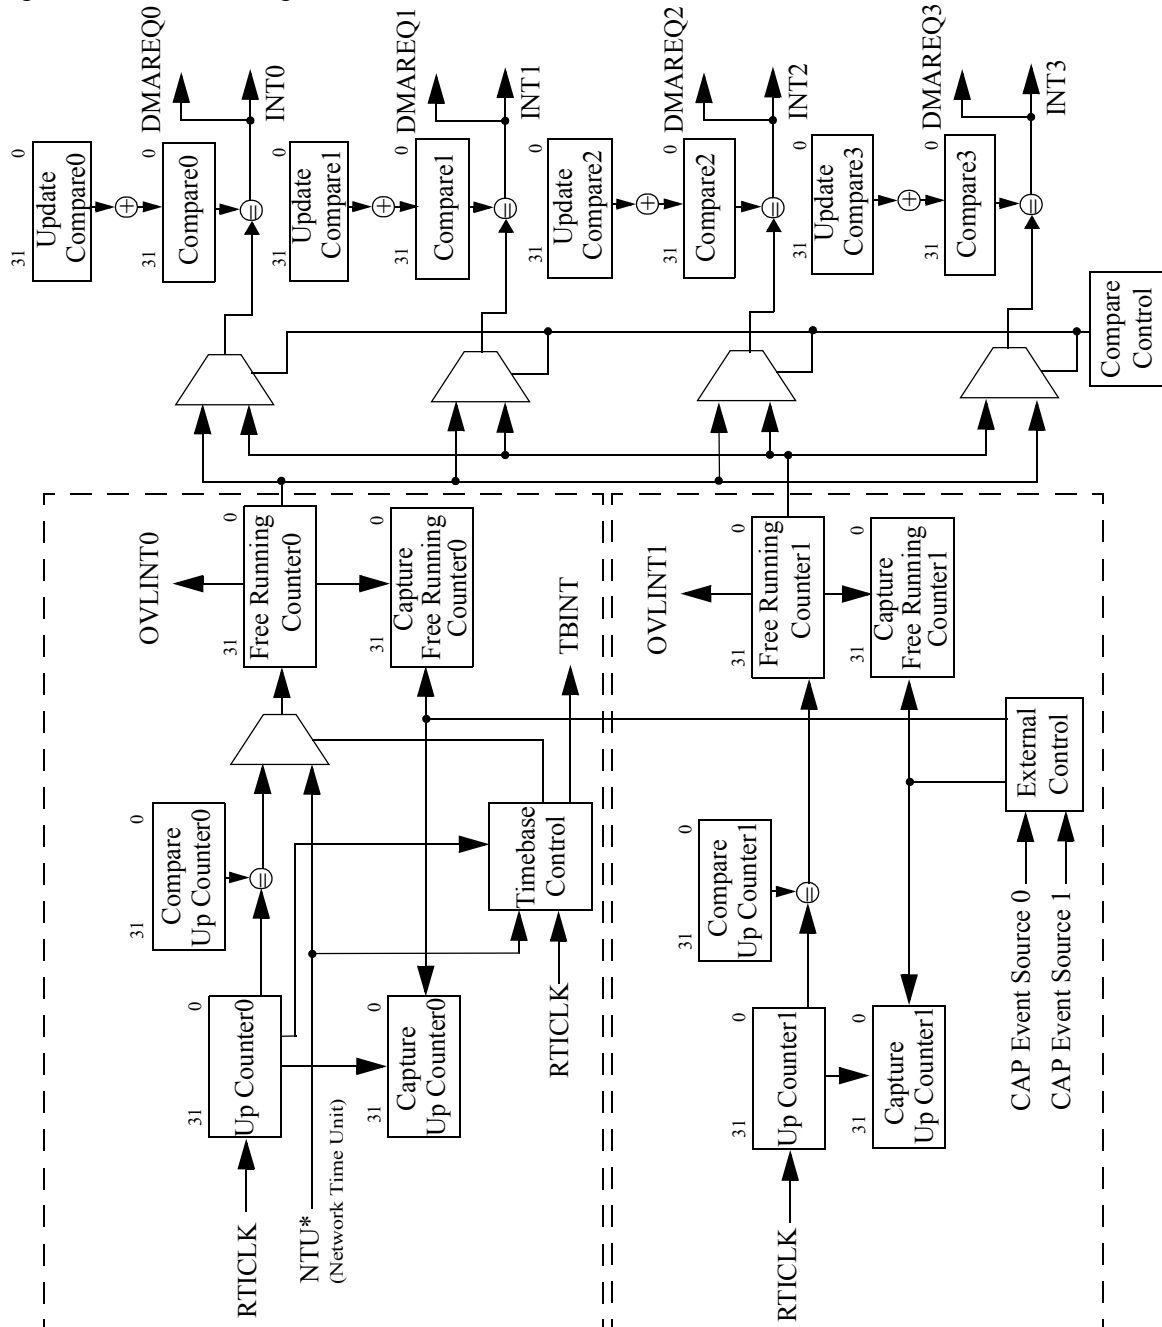 31
0
Update
Compare0
DMAREQ0
31
0
Compare0
INT0
31
0
Update
Compare1
DMAREQ1
31
0
Compare1
INT1
31
0
Update
Compare2
DMAREQ2
31
0
Compare2
INT2
31
0
Update
Compare3
DMAREQ3
31
0
Compare3
INT3
Compare
Control
OVLINT0
31
0
Free Running
Counter0
31
0
Capture
Free Running
Counter0
TBINT
31
0
Compare
Up Counter0
Timebase
Control
31
0
Up Counter0
31
0
Capture
Up Counter0
RTICLK
RTICLK
NTU*
(Network Time Unit)
OVLINT1
31
0
Free Running
Counter1
31
0
Capture
Free Running
Counter1
External
Control
31
0
Compare
Up Counter1
31
0
Up Counter1
31
0
Capture
Up Counter1
CAP Event Source 0
CAP Event Source 1
RTICLK